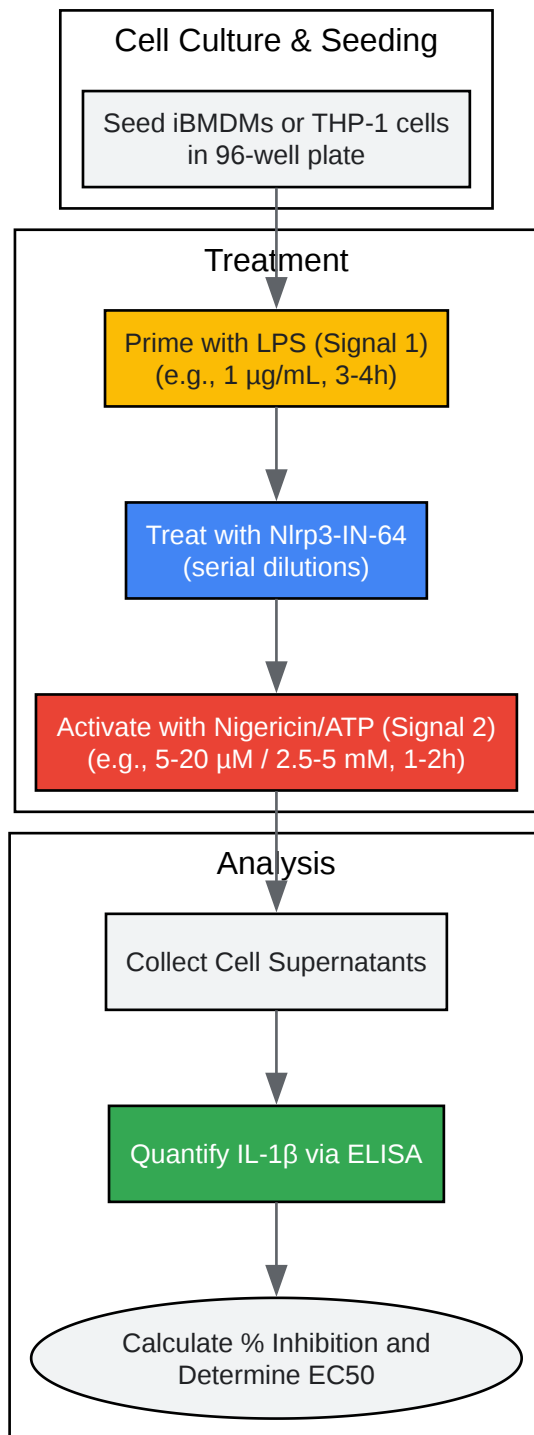 Cell Culture & Seeding
Seed iBMDMs or THP-1 cells
in 96-well plate
Treatment
Prime with LPS (Signal 1)
(e.g., 1 µg/mL, 3-4h)
Treat with Nlrp3-IN-64
(serial dilutions)
Activate with Nigericin/ATP (Signal 2)
(e.g., 5-20 µM / 2.5-5 mM, 1-2h)
Analysis
Collect Cell Supernatants
Quantify IL-1β via ELISA
Calculate % Inhibition and
Determine EC50